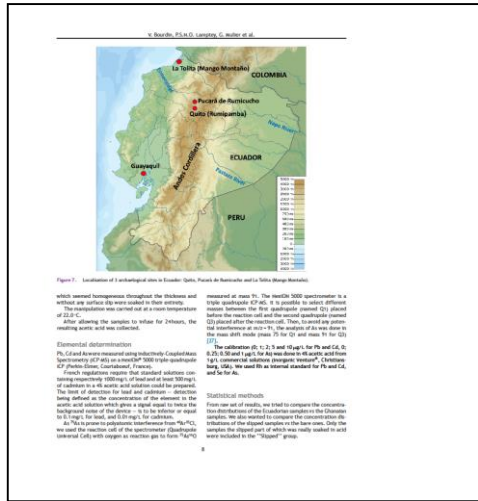 V. Bourdin, P.S.N.O. Lamptey, G. Mulier et al.
La Tolita (Mango Montaño)
COLOMBIA
Pucará de Rumicucho
Quito (Rumipamba)
Napo River
Guayaquil
ECUADOR
Andes Cordillera
PERU
Figure 7. Localisation of 3 archaeological sites in Ecuador: Quito, Pucará de Rumicucho and La Tolita (Mango Montaño).
which seemed homogeneous throughout the thickness and
without any surface slip were soaked in their entirety.
The manipulation was carried out at a room temperature
of 22.5°C.
After allowing the samples to infuse for 24 hours, the
resulting acetic acid was collected.
Elemental determination
Pb, Cd and As were measured using Inductively-Coupled Mass
Spectrometry (ICP-MS) on a NexION® 5000 triple-quadrupole
ICP (Perkin-Elmer, Courtaboeuf, France).
French regulations require that standard solutions con-
taining respectively 1000 mg/L of lead and at least 500 mg/L
of cadmium in a 4% acetic acid solution could be prepared.
The limit of detection for lead and cadmium – detection
being defined as the concentration of the element in the
acetic acid solution which gives a signal equal to twice the
background noise of the device – is to be inferior or equal
to 0.1 mg/L for lead, and 0.01 mg/L for cadmium.
As ⁷⁵As is prone to polyatomic interference from ⁴⁰Ar³⁵Cl,
we used the reaction cell of the spectrometer (Quadrupole
Universal Cell) with oxygen as reaction gas to form ⁷⁵As¹⁶O
measured at mass 91. The NexION 5000 spectrometer is a
triple quadrupole ICP-MS. It is possible to select different
masses between the first quadrupole (named Q1) placed
before the reaction cell and the second quadrupole (named
Q3) placed after the reaction cell. Then, to avoid any poten-
tial interference at m/z = 91, the analysis of As was done in
the mass shift mode (mass 75 for Q1 and mass 91 for Q3)
[37].
The calibration (0; 1; 2; 5 and 10 µg/L for Pb and Cd, 0;
0.25; 0.50 and 1 µg/L for As) was done in 4% acetic acid from
1 g/L commercial solutions (Inorganic Venture®, Christians-
burg, USA). We used Rh as internal standard for Pb and Cd,
and Se for As.
Statistical methods
From raw set of results, we tried to compare the concentra-
tion distributions of the Ecuadorian samples to the Ghanaian
samples. We also wanted to compare the concentration dis-
tributions of the slipped samples vs the bare ones. Only the
samples the slipped part of which was really soaked in acid
were included in the "Slipped" group.
8